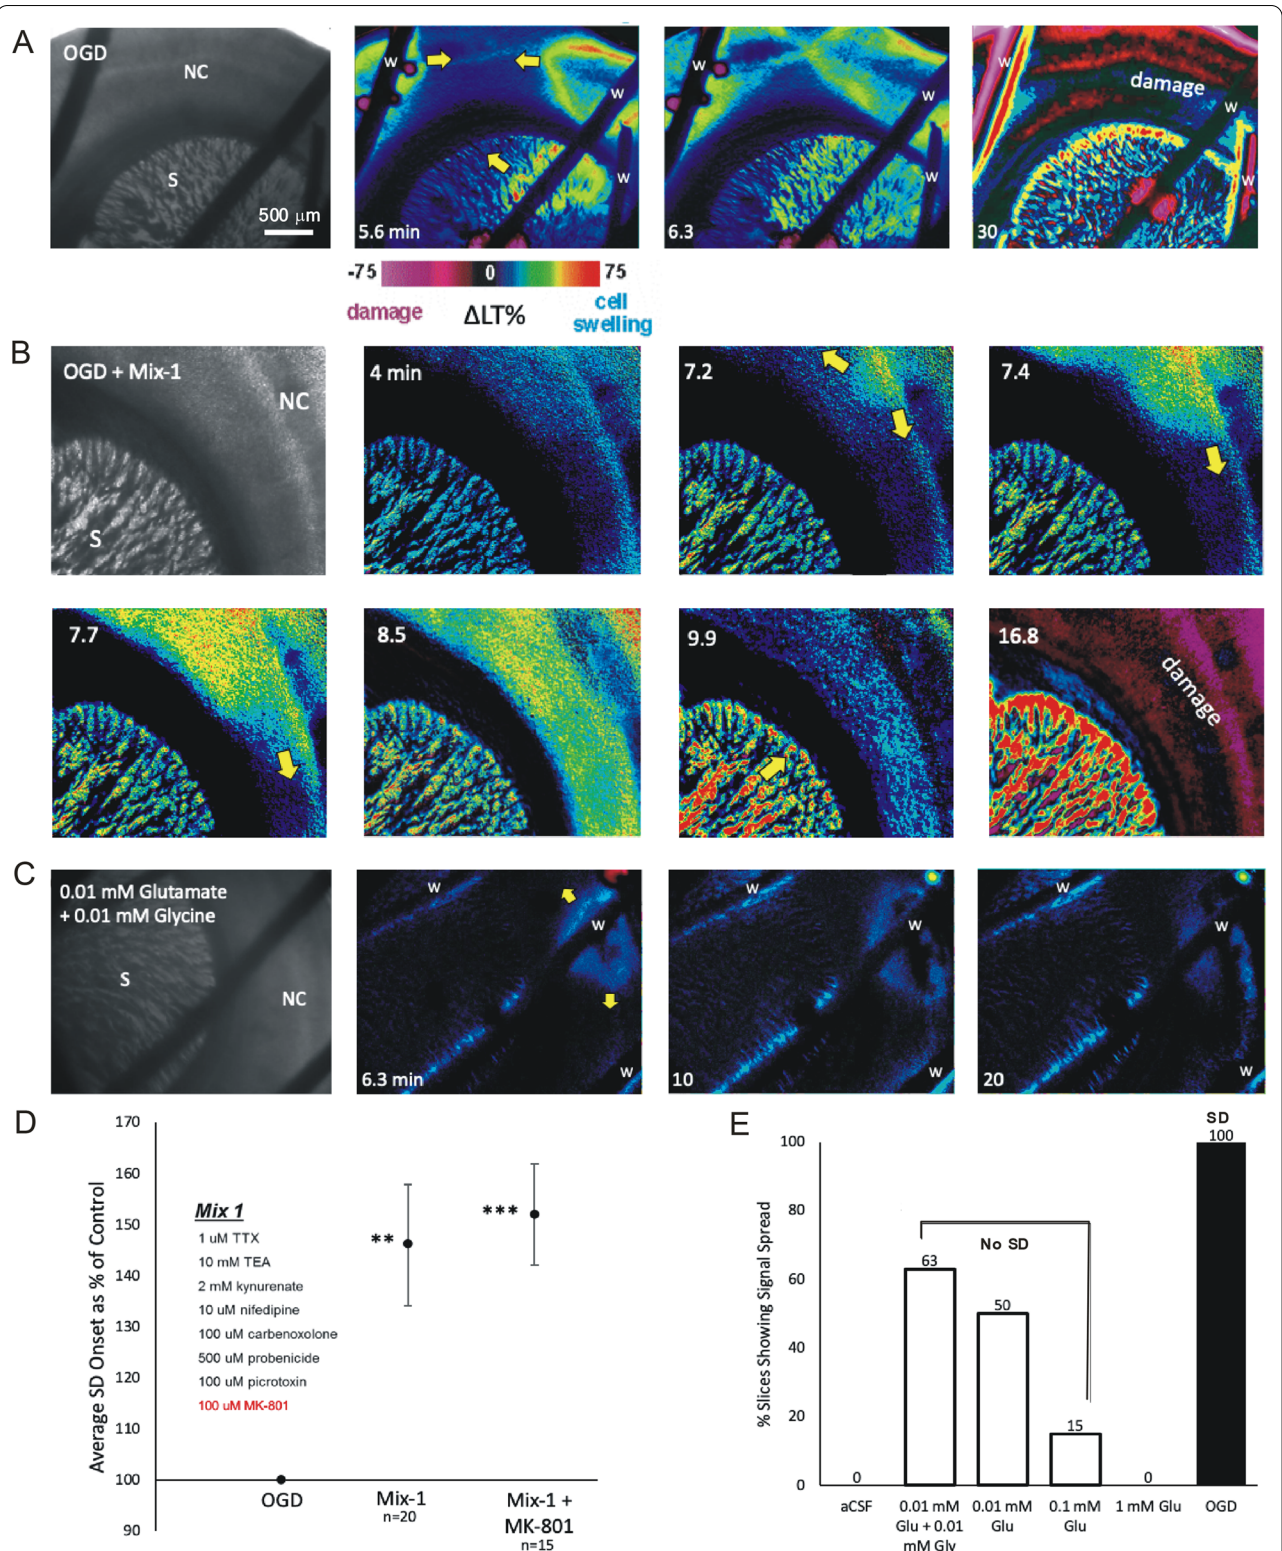 A
OGD
NC
S
500 μm
W
W
W
5.6 min
W
W
W
6.3
W
damage
W
W
30
-75
0
75
damage
ΔLT%
cell
swelling
B
OGD + Mix-1
NC
S
4 min
7.2
7.4
7.7
8.5
9.9
16.8
damage
C
0.01 mM Glutamate
+ 0.01 mM Glycine
S
NC
W
W
W
6.3 min
W
W
W
10
W
W
W
20
D
Average SD Onset as % of Control
170
160
150
140
130
120
110
100
90
Mix 1
1 uM TTX
10 mM TEA
2 mM kynurenate
10 uM nifedipine
100 uM carbenoxolone
500 uM probenicide
100 uM picrotoxin
100 uM MK-801
**
***
OGD
Mix-1
n=20
Mix-1 +
MK-801
n=15
E
% Slices Showing Signal Spread
100
80
60
40
20
0
SD
100
No SD
63
50
15
0
0
aCSF
0.01 mM
Glu + 0.01
mM Gly
0.01 mM
Glu
0.1 mM
Glu
1 mM Glu
OGD